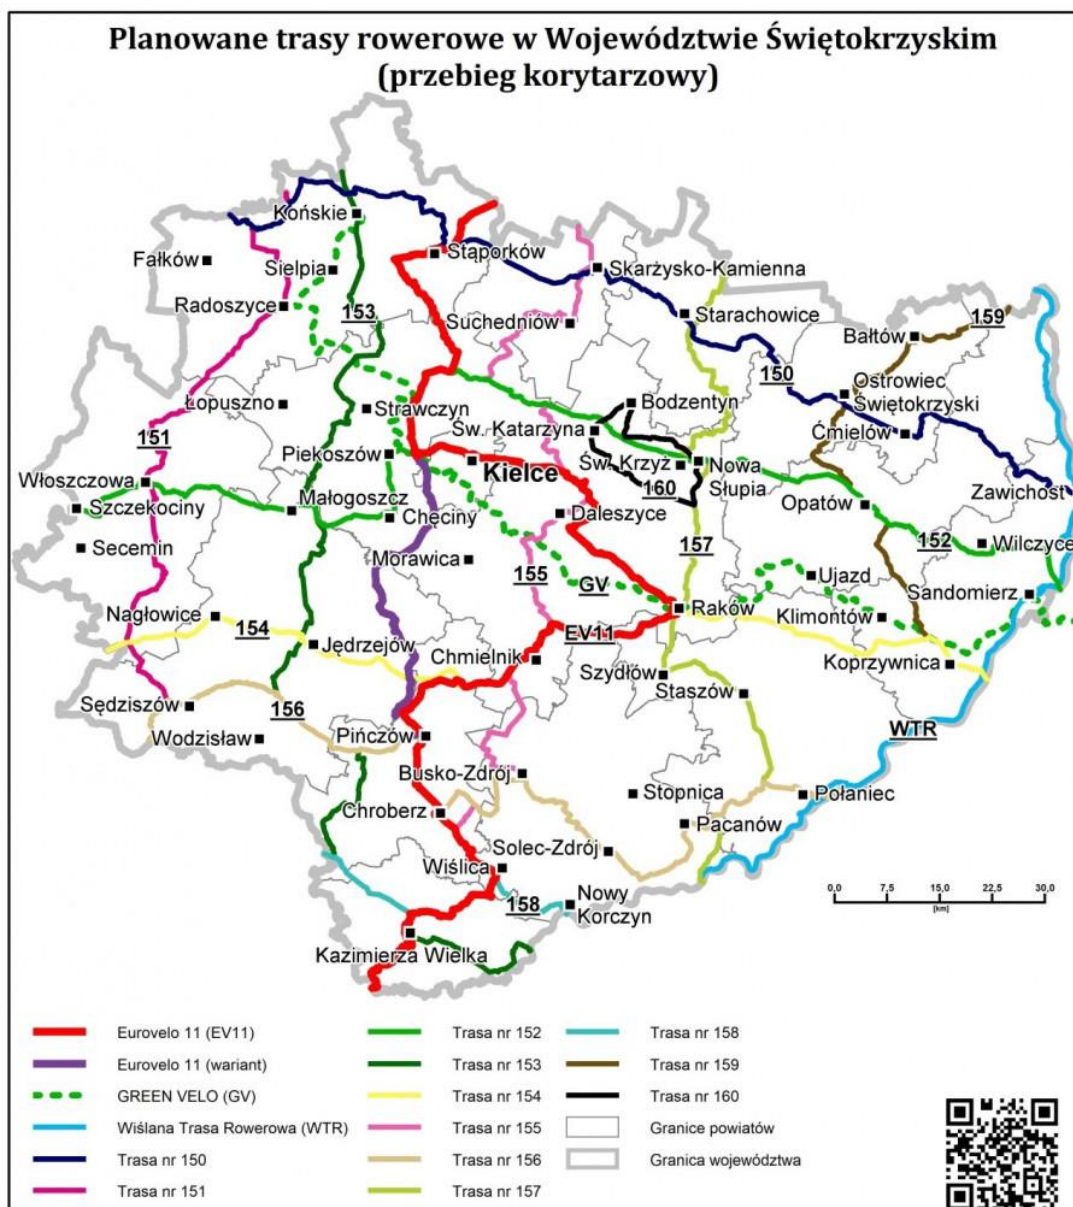 Planowane trasy rowerowe w Województwie Świętokrzyskim
(przebieg korytarzowy)
Końskie
Fałków
Sielpia
Stąporków
Skarżysko-Kamienna
Radoszyce
153
Suchedniów
Starachowice
Bałtów
159
150
Łopuszno
Strawczyn
Bodzentyn
Ostrowiec
Świętokrzyski
Św. Katarzyna
Ćmielów
151
Piekoszów
Kielce
Św. Krzyż
160
Nowa
Słupia
Włoszczowa
Szczekociny
Małogoszcz
Chęciny
Daleszyce
Opatów
Zawichost
Secemin
Morawica
157
152
Wilczyce
155
GV
Ujazd
Sandomierz
Nagłowice
154
Raków
Klimontów
Jędrzejów
EV11
Chmielnik
Koprzywnica
Szydłów
Staszów
Sędziszów
156
Wodzisław
Pińczów
WTR
Busko-Zdrój
Stopnica
Połaniec
Chroberz
Pacanów
Solec-Zdrój
Wiślica
158
Nowy
Korczyn
0,0 7,5 15,0 22,5 30,0
[km]
Kazimierza Wielka
Eurovelo 11 (EV11)
Eurovelo 11 (wariant)
GREEN VELO (GV)
Wiślana Trasa Rowerowa (WTR)
Trasa nr 150
Trasa nr 151
Trasa nr 152
Trasa nr 153
Trasa nr 154
Trasa nr 155
Trasa nr 156
Trasa nr 157
Trasa nr 158
Trasa nr 159
Trasa nr 160
Granice powiatów
Granica województwa